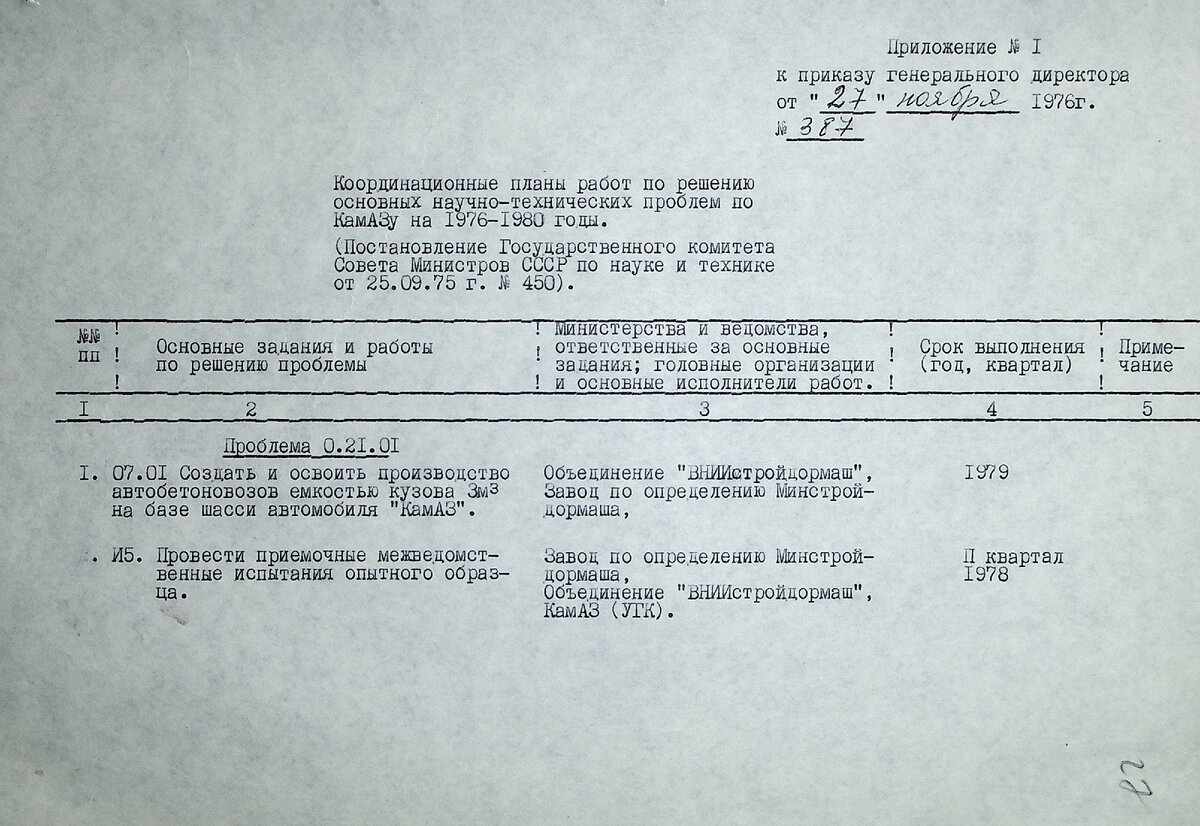 Приложение № I
к приказу генерального директора
от "27" ноября 1976г.
№ 387
Координационные планы работ по решению
основных научно-технических проблем по
КамАЗу на 1976-1980 годы.
(Постановление Государственного комитета
Совета Министров СССР по науке и технике
от 25.09.75 г. № 450).
№№ пп ! Основные задания и работы по решению проблемы ! Министерства и ведомства, ответственные за основные задания; головные организации и основные исполнители работ. ! Срок выполнения (год, квартал) ! Приме-чание
I 2 3 4 5
Проблема 0.21.01
I. 07.01 Создать и освоить производство Объединение "ВНИИстройдормаш", 1979
автобетоновозов емкостью кузова 3м3 Завод по определению Минстрой-
на базе шасси автомобиля "КамАЗ". дормаша,
. И5. Провести приемочные межведомст- Завод по определению Минстрой- П квартал
венные испытания опытного образ- дормаша, 1978
ца. Объединение "ВНИИстройдормаш",
КамАЗ (УГК).